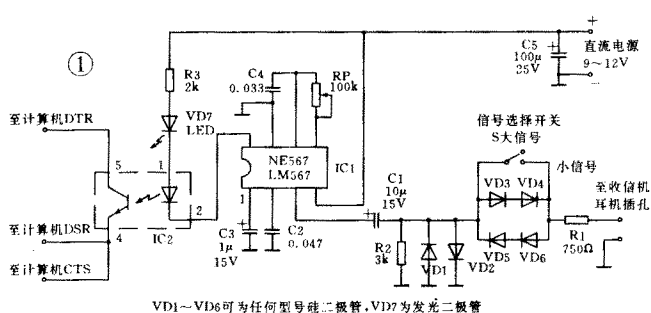 ①
至计算机DTR
至计算机DSR
至计算机CTS
R3
2k
VD7
LED
5
1
4
2
IC2
C4
0.033
RP
100k
NE567
LM567
IC1
1
C3
1μ
15V
C2
0.047
C1
10μ
15V
+
R2
3k
VD1
VD2
C5
100μ
25V
+
+
直流电源
9～12V
−
信号选择开关
S大信号
小信号
VD3
VD4
VD5
VD6
R1
750Ω
至收信机
耳机插孔
VD1～VD6可为任何型号硅二极管,VD7为发光二极管